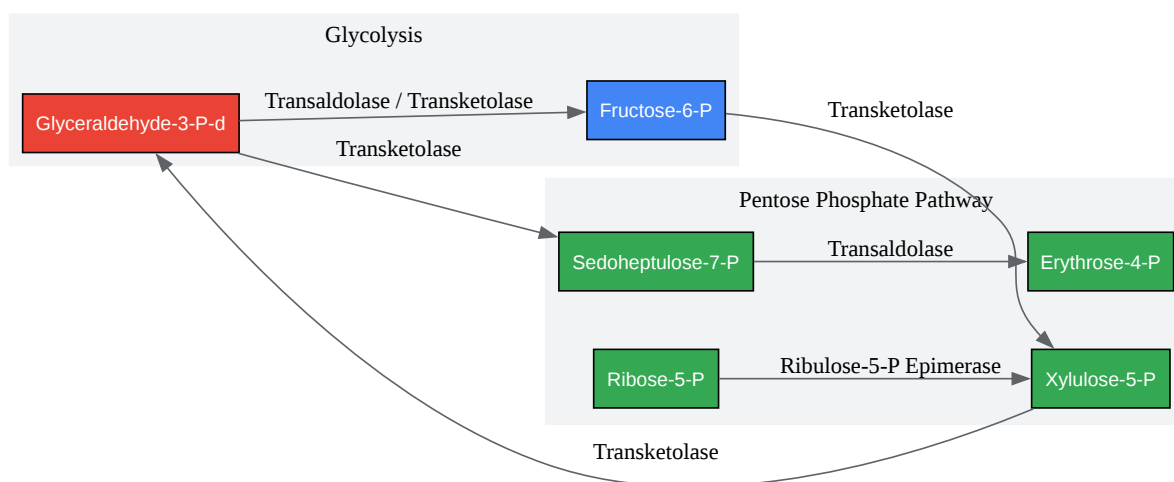 Glycolysis
Transaldolase / Transketolase
Fructose-6-P
Transketolase
Glyceraldehyde-3-P-d
Transketolase
Pentose Phosphate Pathway
Sedoheptulose-7-P
Transaldolase
Erythrose-4-P
Ribose-5-P
Ribulose-5-P Epimerase
Xylulose-5-P
Transketolase